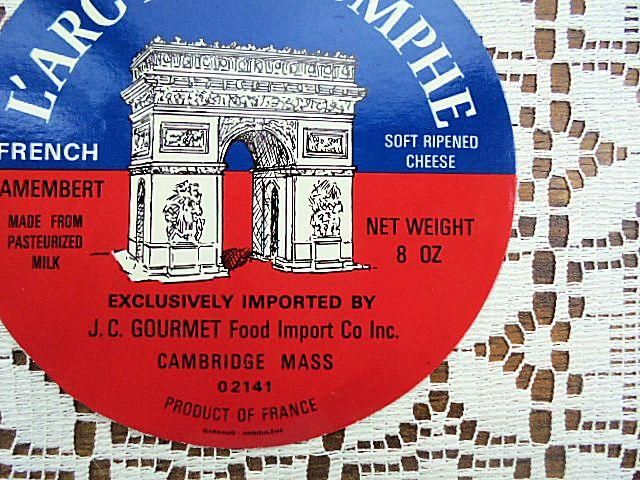 L'ARC
OMPHE
FRENCH
AMEMBERT
MADE FROM
PASTEURIZED
MILK
SOFT RIPENED
CHEESE
NET WEIGHT
8 OZ
EXCLUSIVELY IMPORTED BY
J.C. GOURMET Food Import Co Inc.
CAMBRIDGE MASS
02141
PRODUCT OF FRANCE